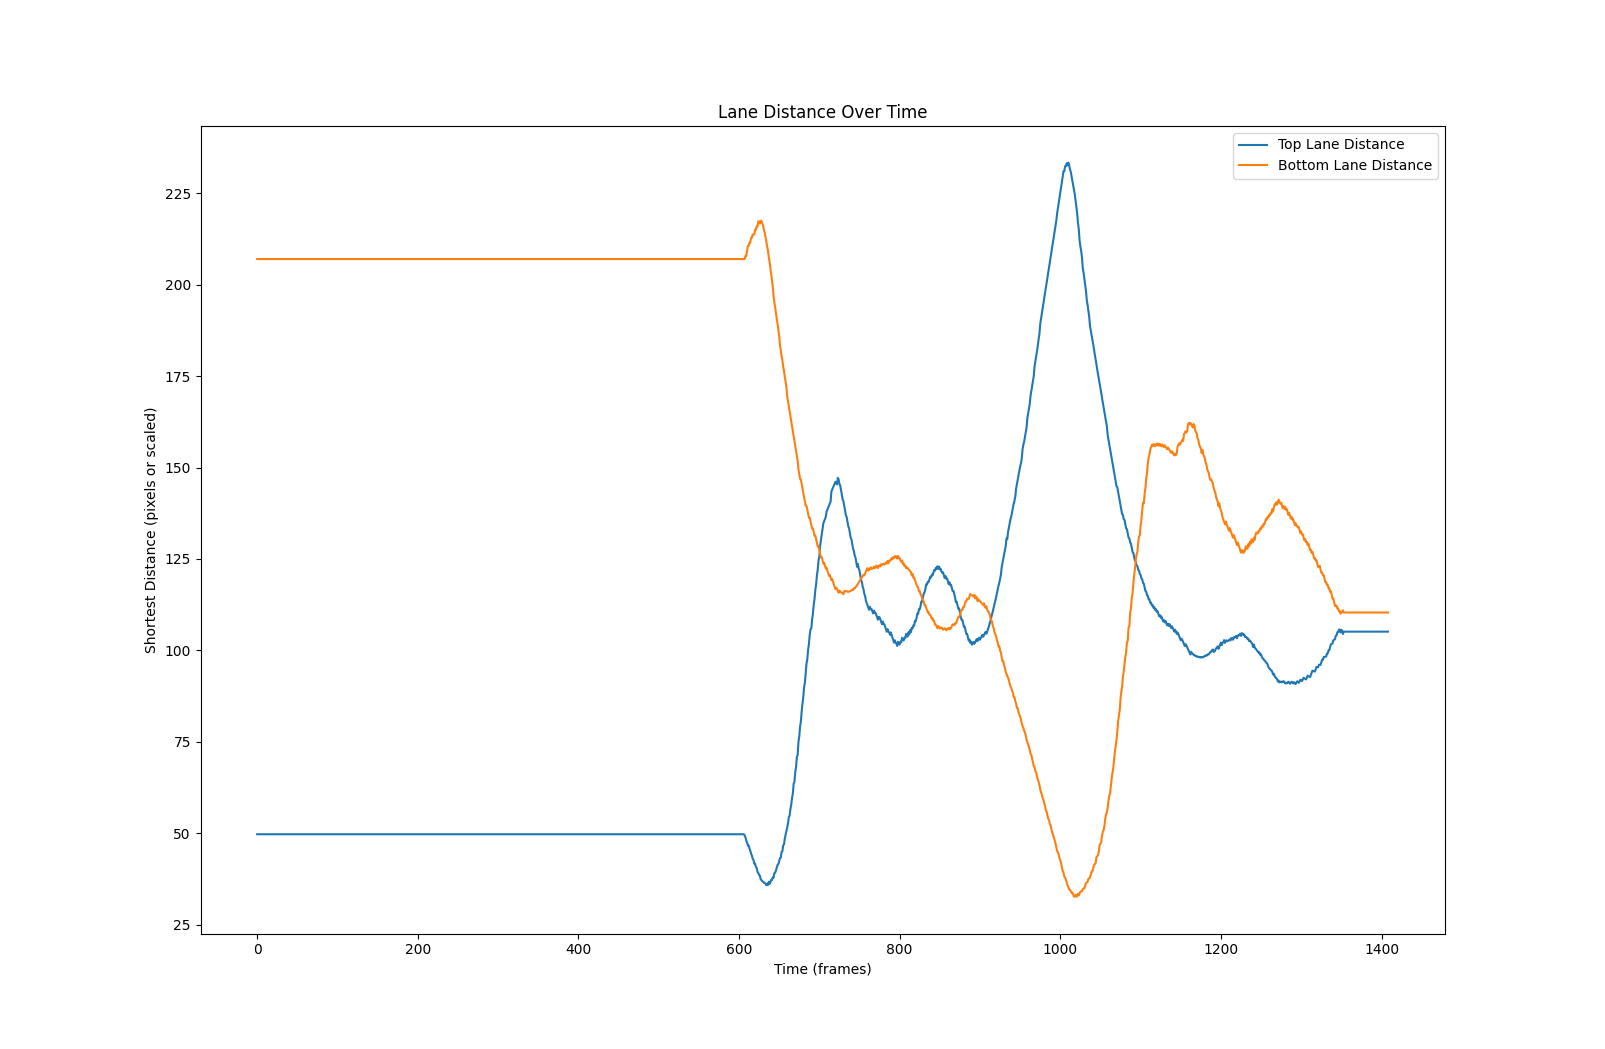 Lane Distance Over Time
Top Lane Distance
Bottom Lane Distance
Shortest Distance (pixels or scaled)
225
200
175
150
125
100
75
50
25
0 200 400 600 800 1000 1200 1400
Time (frames)